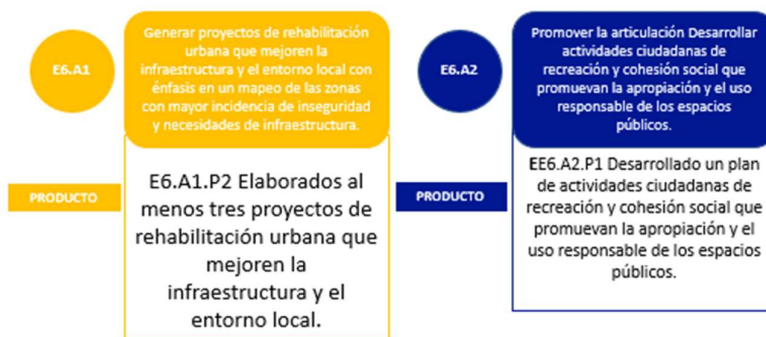 E6.A1
Generar proyectos de rehabilitación
urbana que mejoren la
infraestructura y el entorno local con
énfasis en un mapeo de las zonas
con mayor incidencia de inseguridad
y necesidades de infraestructura.
PRODUCTO
E6.A1.P2 Elaborados al
menos tres proyectos de
rehabilitación urbana que
mejoren la
infraestructura y el
entorno local.
E6.A2
Promover la articulación Desarrollar
actividades ciudadanas de
recreación y cohesión social que
promuevan la apropiación y el uso
responsable de los espacios
públicos.
PRODUCTO
EE6.A2.P1 Desarrollado un plan
de actividades ciudadanas de
recreación y cohesión social que
promuevan la apropiación y el
uso responsable de los espacios
públicos.